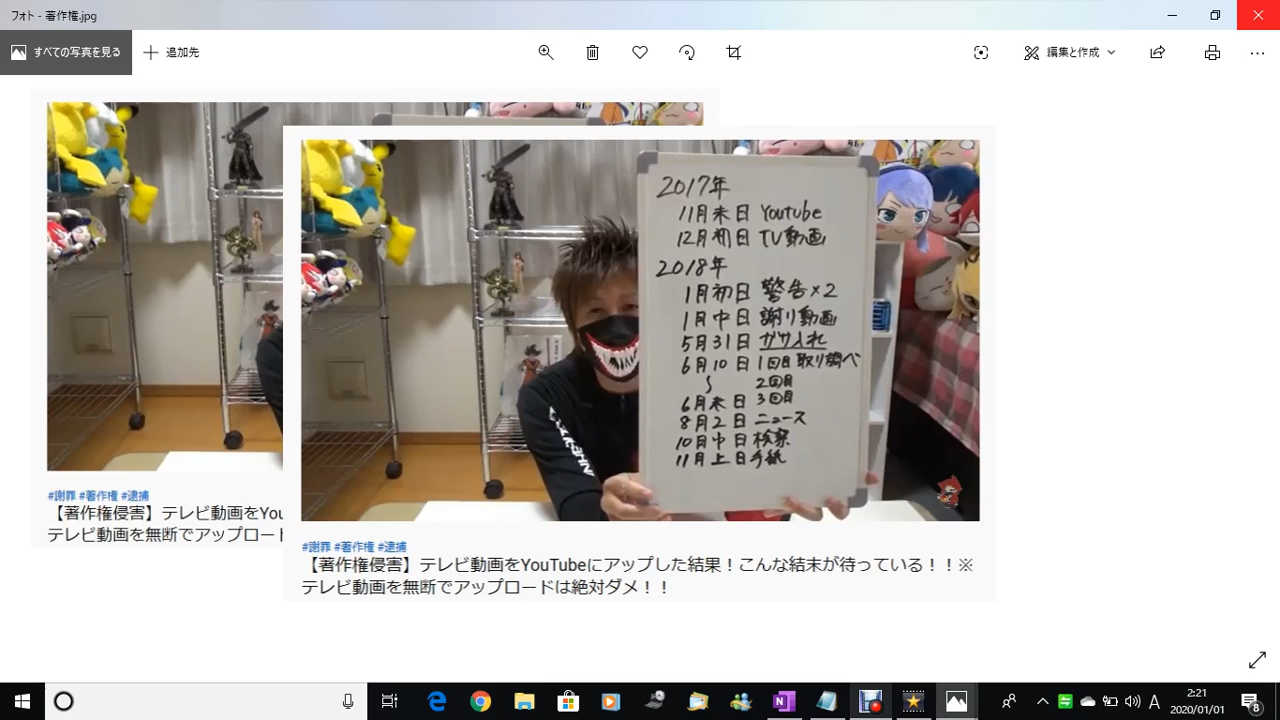 フォト - 著作権.jpg
すべての写真を見る
追加先
編集と作成
#謝罪 #著作権 #逮捕
【著作権侵害】テレビ動画をYou
テレビ動画を無断でアップロード
2017年
11月末日 Youtube
12月初日 TV動画
2018年
1月初日 警告×2
1月中日 謝り動画
5月31日 ガサ入れ
6月10日 1回目取り調べ
〜 2回目
6月末日 3回目
8月2日 ニュース
10月中日 検察
11月上日 手紙
#謝罪 #著作権 #逮捕
【著作権侵害】テレビ動画をYouTubeにアップした結果！こんな結末が待っている！！※
テレビ動画を無断でアップロードは絶対ダメ！！
A
2:21
2020/01/01
8